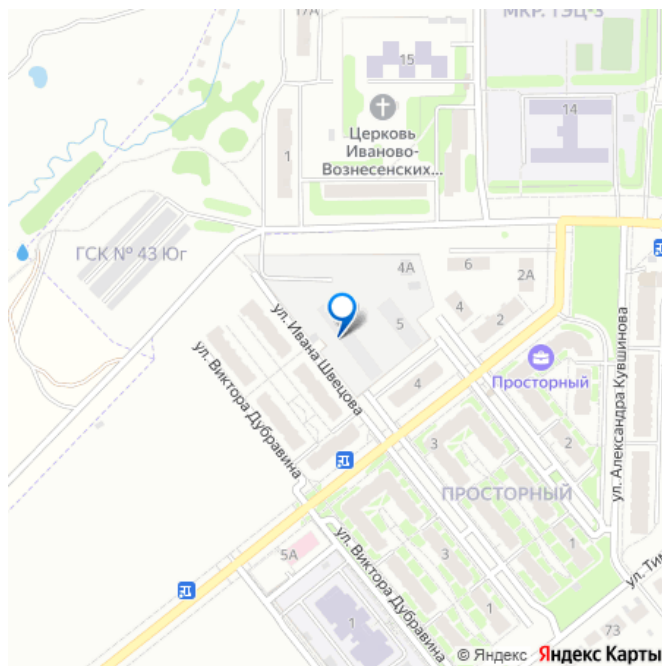 17А
МКР. ТЭЦ-3
15
14
1
Церковь
Иваново-
Вознесенских...
ГСК № 43 Юг
4А
6
2А
ул. Ивана Швецова
5
4
2
ул. Александра Кувшинова
Просторный
ул. Виктора Дубравина
4
3
2
ПРОСТОРНЫЙ
5А
ул. Виктора Дубравина
3
1
1
1
ул. Тим
73
© Яндекс Яндекс Карты